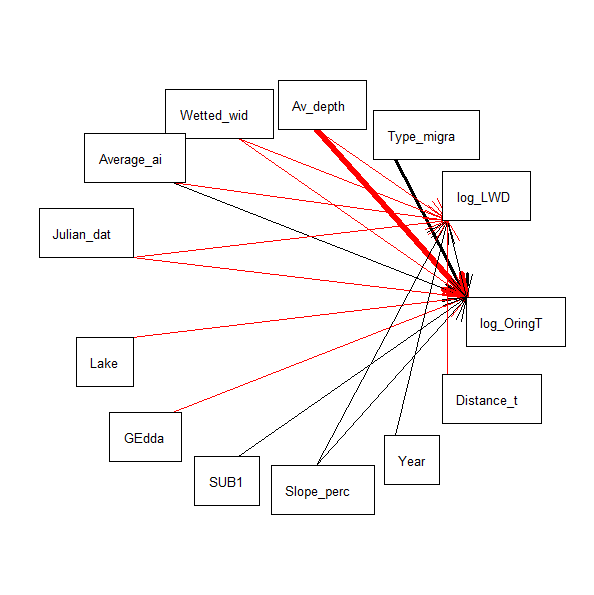 Av_depth
Wetted_wid
Type_migra
Average_ai
log_LWD
Julian_dat
log_OringT
Lake
Distance_t
GEdda
Year
SUB1
Slope_perc